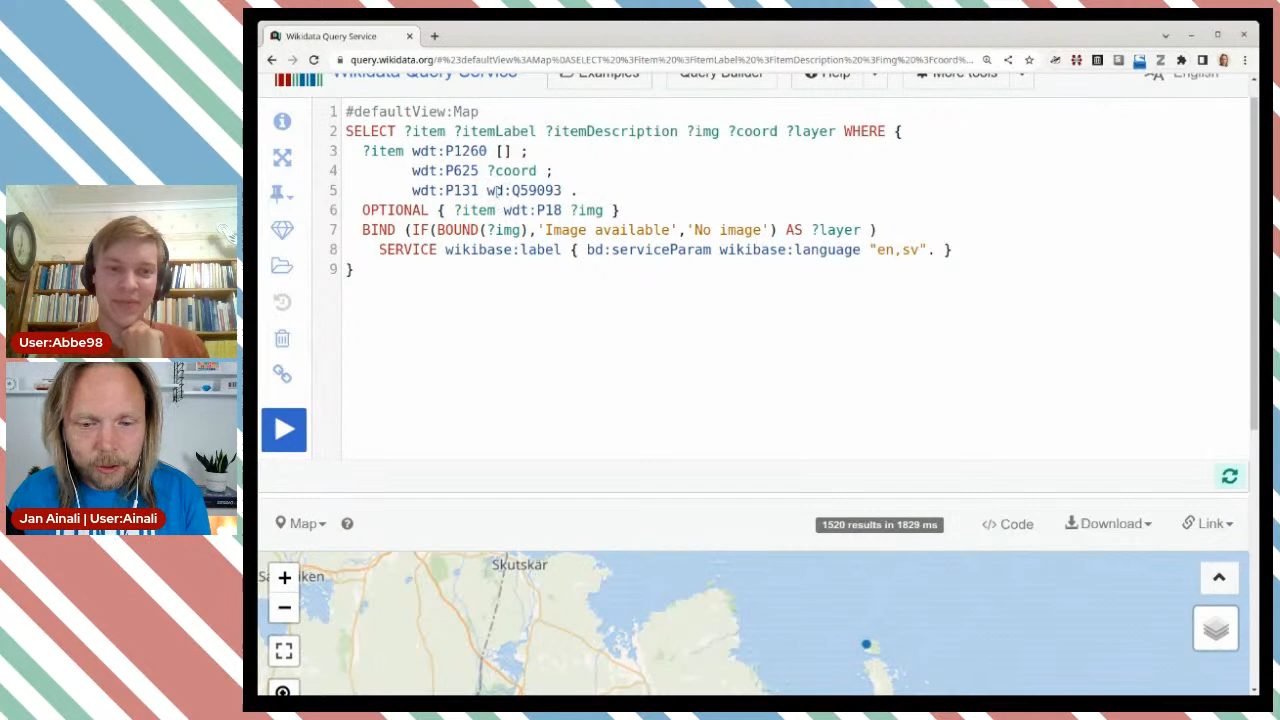 Wikidata Query Service
query.wikidata.org/#%23defaultView%3AMap%0ASELECT%20%3Fitem%20%3FitemLabel%20%3FitemDescription%20%3Fimg%20%3Fcoord%...
Wikidata Query Service
Examples
Query Builder
Help
More tools
English
1 #defaultView:Map
2 SELECT ?item ?itemLabel ?itemDescription ?img ?coord ?layer WHERE {
3 ?item wdt:P1260 [] ;
4 wdt:P625 ?coord ;
5 wdt:P131 wd:Q59093 .
6 OPTIONAL { ?item wdt:P18 ?img }
7 BIND (IF(BOUND(?img),'Image available','No image') AS ?layer )
8 SERVICE wikibase:label { bd:serviceParam wikibase:language "en,sv". }
9 }
User:Abbe98
Jan Ainali | User:Ainali
Map
1520 results in 1829 ms
</> Code
Download
Link
Skutskär
+
−